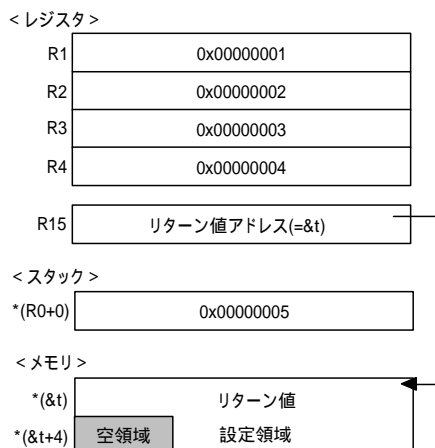 <レジスタ>
R1 0x00000001
R2 0x00000002
R3 0x00000003
R4 0x00000004
R15 リターン値アドレス(=&t)
<スタック>
*(R0+0) 0x00000005
<メモリ>
*(&t) リターン値
*(&t+4) 空領域 設定領域